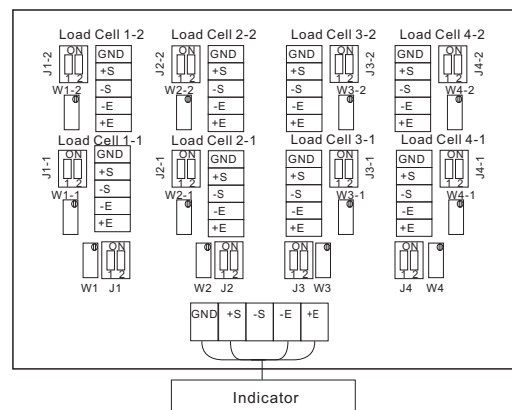 Load Cell 1-2 Load Cell 2-2 Load Cell 3-2 Load Cell 4-2
J1-2 ON 1 2 W1-2 GND +S -S -E +E
J2-2 ON 1 2 W2-2 GND +S -S -E +E
GND +S -S -E +E ON 1 2 W3-2 J3-2
GND +S -S -E +E ON 1 2 W4-2 J4-2
Load Cell 1-1 Load Cell 2-1 Load Cell 3-1 Load Cell 4-1
J1-1 ON 1 2 W1-1 GND +S -S -E +E
J2-1 ON 1 2 W2-1 GND +S -S -E +E
GND +S -S -E +E ON 1 2 W3-1 J3-1
GND +S -S -E +E ON 1 2 W4-1 J4-1
ON ON ON ON
1 2 1 2 1 2 1 2
W1 J1 W2 J2 J3 W3 J4 W4
GND +S -S -E +E
Indicator